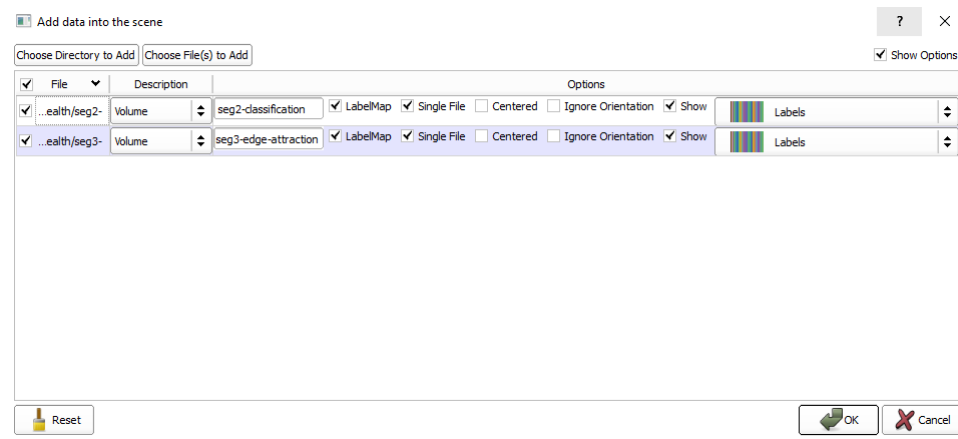 Add data into the scene ?
Choose Directory to Add Choose File(s) to Add Show Options
File Description Options
...ealth/seg2- Volume seg2-classification LabelMap Single File Centered Ignore Orientation Show Labels
...ealth/seg3- Volume seg3-edge-attraction LabelMap Single File Centered Ignore Orientation Show Labels
Reset OK Cancel